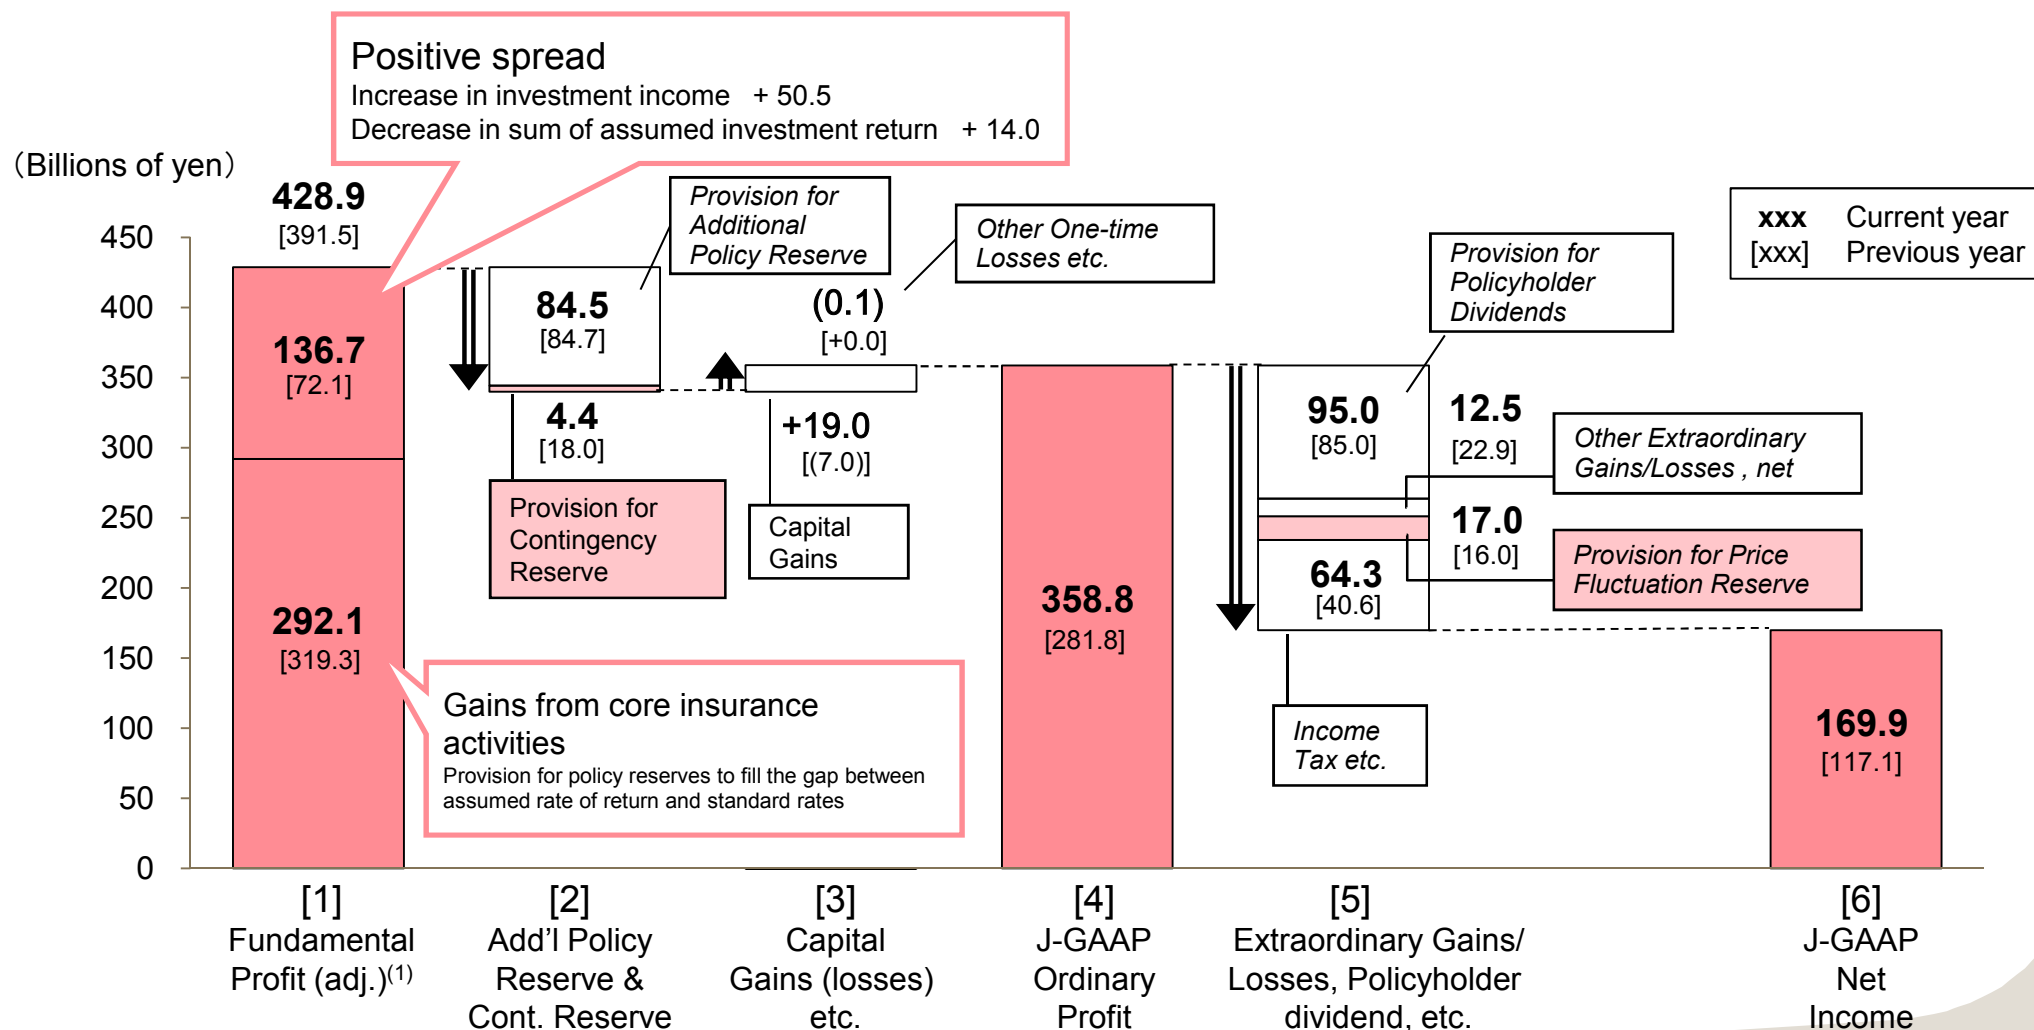 Positive spread
Increase in investment income + 50.5
Decrease in sum of assumed investment return + 14.0
（Billions of yen）
428.9
[391.5]
Provision for
Additional
Policy Reserve
Other One-time
Losses etc.
xxx Current year
[xxx] Previous year
Provision for
Policyholder
Dividends
450
400
350
300
250
200
150
100
50
0
136.7
[72.1]
292.1
[319.3]
84.5
[84.7]
4.4
[18.0]
Provision for
Contingency
Reserve
(0.1)
[+0.0]
+19.0
[(7.0)]
Capital
Gains
358.8
[281.8]
95.0
[85.0]
12.5
[22.9]
Other Extraordinary
Gains/Losses , net
17.0
[16.0]
Provision for Price
Fluctuation Reserve
64.3
[40.6]
Income
Tax etc.
169.9
[117.1]
Gains from core insurance
activities
Provision for policy reserves to fill the gap between
assumed rate of return and standard rates
[1]
Fundamental
Profit (adj.)(1)
[2]
Add’l Policy
Reserve &
Cont. Reserve
[3]
Capital
Gains (losses)
etc.
[4]
J-GAAP
Ordinary
Profit
[5]
Extraordinary Gains/
Losses, Policyholder
dividend, etc.
[6]
J-GAAP
Net
Income